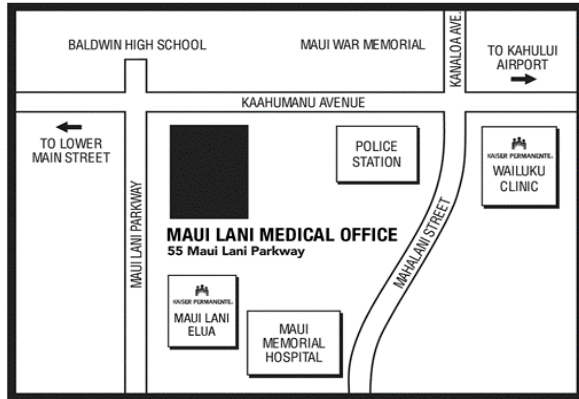 BALDWIN HIGH SCHOOL
MAUI WAR MEMORIAL
KANALOA AVE.
TO KAHULUI
AIRPORT
KAAHUMANU AVENUE
TO LOWER
MAIN STREET
MAUI LANI PARKWAY
POLICE
STATION
KAISER PERMANENTE.
WAILUKU
CLINIC
MAUI LANI MEDICAL OFFICE
55 Maui Lani Parkway
MAHALANI STREET
KAISER PERMANENTE.
MAUI LANI
ELUA
MAUI
MEMORIAL
HOSPITAL